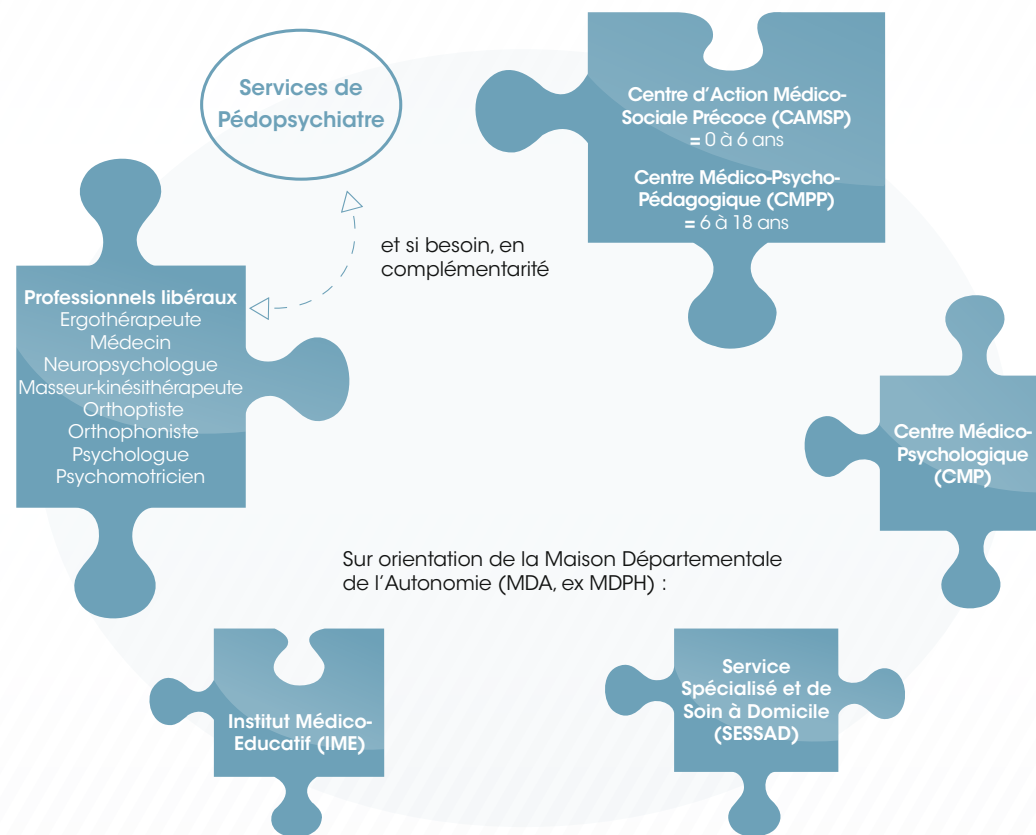 Services de
Pédopsychiatre
Centre d'Action Médico-
Sociale Précoce (CAMSP)
= 0 à 6 ans
Centre Médico-Psycho-
Pédagogique (CMPP)
= 6 à 18 ans
et si besoin, en
complémentarité
Professionnels libéraux
Ergothérapeute
Médecin
Neuropsychologue
Masseur-kinésithérapeute
Orthoptiste
Orthophoniste
Psychologue
Psychomotricien
Centre Médico-
Psychologique
(CMP)
Sur orientation de la Maison Départementale
de l'Autonomie (MDA, ex MDPH) :
Institut Médico-
Educatif (IME)
Service
Spécialisé et de
Soin à Domicile
(SESSAD)